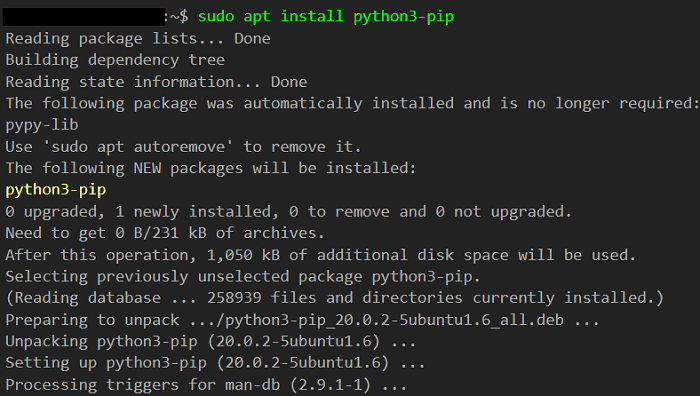 :~$ sudo apt install python3-pip
Reading package lists... Done
Building dependency tree
Reading state information... Done
The following package was automatically installed and is no longer required:
pypy-lib
Use 'sudo apt autoremove' to remove it.
The following NEW packages will be installed:
python3-pip
0 upgraded, 1 newly installed, 0 to remove and 0 not upgraded.
Need to get 0 B/231 kB of archives.
After this operation, 1,050 kB of additional disk space will be used.
Selecting previously unselected package python3-pip.
(Reading database ... 258939 files and directories currently installed.)
Preparing to unpack .../python3-pip_20.0.2-5ubuntu1.6_all.deb ...
Unpacking python3-pip (20.0.2-5ubuntu1.6) ...
Setting up python3-pip (20.0.2-5ubuntu1.6) ...
Processing triggers for man-db (2.9.1-1) ...